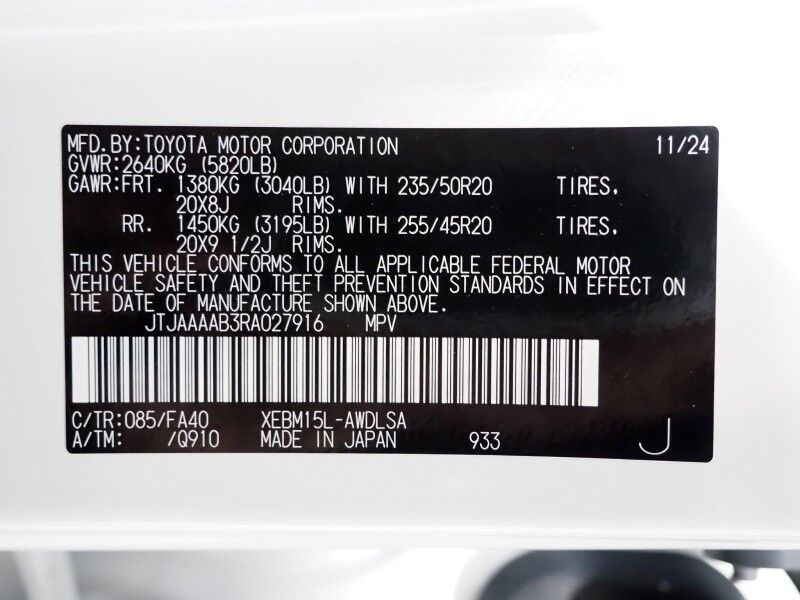 MFD.BY:TOYOTA MOTOR CORPORATION 11/24
GVWR:2640KG (5820LB)
GAWR:FRT. 1380KG (3040LB) WITH 235/50R20 TIRES.
20X8J RIMS.
RR. 1450KG (3195LB) WITH 255/45R20 TIRES.
20X9 1/2J RIMS.
THIS VEHICLE CONFORMS TO ALL APPLICABLE FEDERAL MOTOR
VEHICLE SAFETY AND THEFT PREVENTION STANDARDS IN EFFECT ON
THE DATE OF MANUFACTURE SHOWN ABOVE.
JTJAAAAB3RA027916 MPV
C/TR:085/FA40 XEBM15L-AWDLSA
A/TM: /Q910 MADE IN JAPAN 933 J